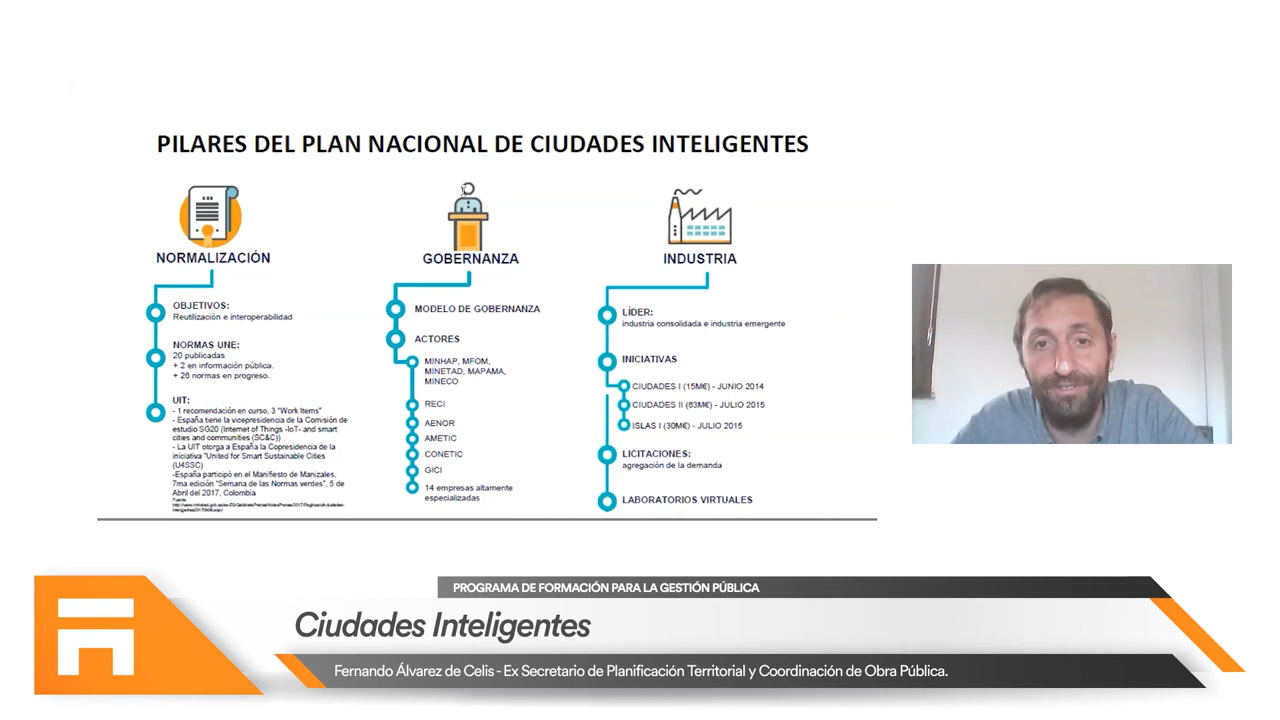 PILARES DEL PLAN NACIONAL DE CIUDADES INTELIGENTES
NORMALIZACIÓN
OBJETIVOS:
Reutilización e interoperabilidad
NORMAS UNE:
20 publicadas
+ 2 en información pública.
+ 26 normas en progreso.
UIT:
- 1 recomendación en curso, 3 "Work Items"
- España tiene la vicepresidencia de la Comisión de
estudio SG20 (Internet of Things -IoT- and smart
cities and communities (SC&C))
- La UIT otorga a España la Copresidencia de la
iniciativa "United for Smart Sustainable Cities
(U4SSC)
-España participó en el Manifiesto de Manizales,
7ma edición "Semana de las Normas verdes", 5 de
Abril del 2017, Colombia
Fuente:
GOBERNANZA
MODELO DE GOBERNANZA
ACTORES
MINHAP, MFOM,
MINETAD, MAPAMA,
MINECO
RECI
AENOR
AMETIC
CONETIC
GICI
14 empresas altamente
especializadas
INDUSTRIA
LÍDER:
industria consolidada e industria emergente
INICIATIVAS
CIUDADES I (15M€) - JUNIO 2014
CIUDADES II (63M€) - JULIO 2015
ISLAS I (30M€) - JULIO 2015
LICITACIONES:
agregación de la demanda
LABORATORIOS VIRTUALES
PROGRAMA DE FORMACIÓN PARA LA GESTIÓN PÚBLICA
Ciudades Inteligentes
Fernando Álvarez de Celis - Ex Secretario de Planificación Territorial y Coordinación de Obra Pública.